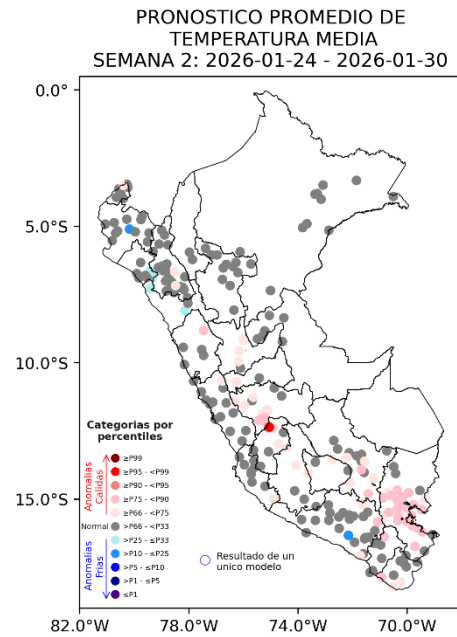 PRONOSTICO PROMEDIO DE
TEMPERATURA MEDIA
SEMANA 2: 2026-01-24 - 2026-01-30
0.0°
5.0°S
10.0°S
15.0°S
Categorias por
percentiles
Anomalias
Calidas
≥P99
≥P95 - <P99
≥P90 - <P95
≥P75 - <P90
≥P66 - <P75
Normal
>P66 - <P33
Anomalias
Frias
>P25 - ≤P33
>P10 - ≤P25
>P5 - ≤P10
>P1 - ≤P5
≤P1
Resultado de un
unico modelo
82.0°W
78.0°W
74.0°W
70.0°W